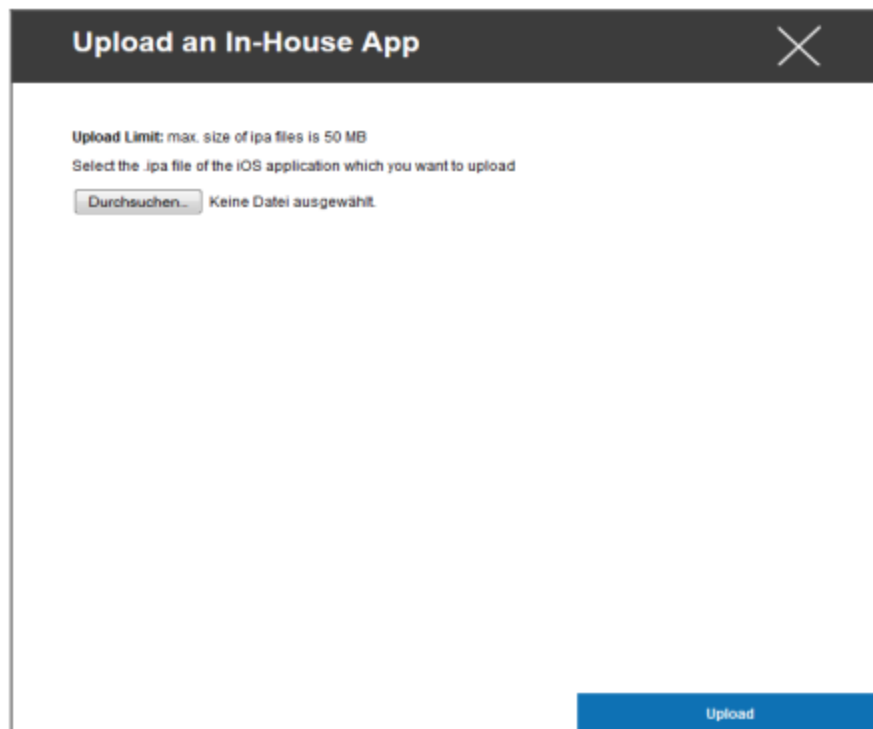 Upload an In-House App
Upload Limit: max. size of ipa files is 50 MB
Select the .ipa file of the iOS application which you want to upload
Durchsuchen... Keine Datei ausgewählt.
Upload